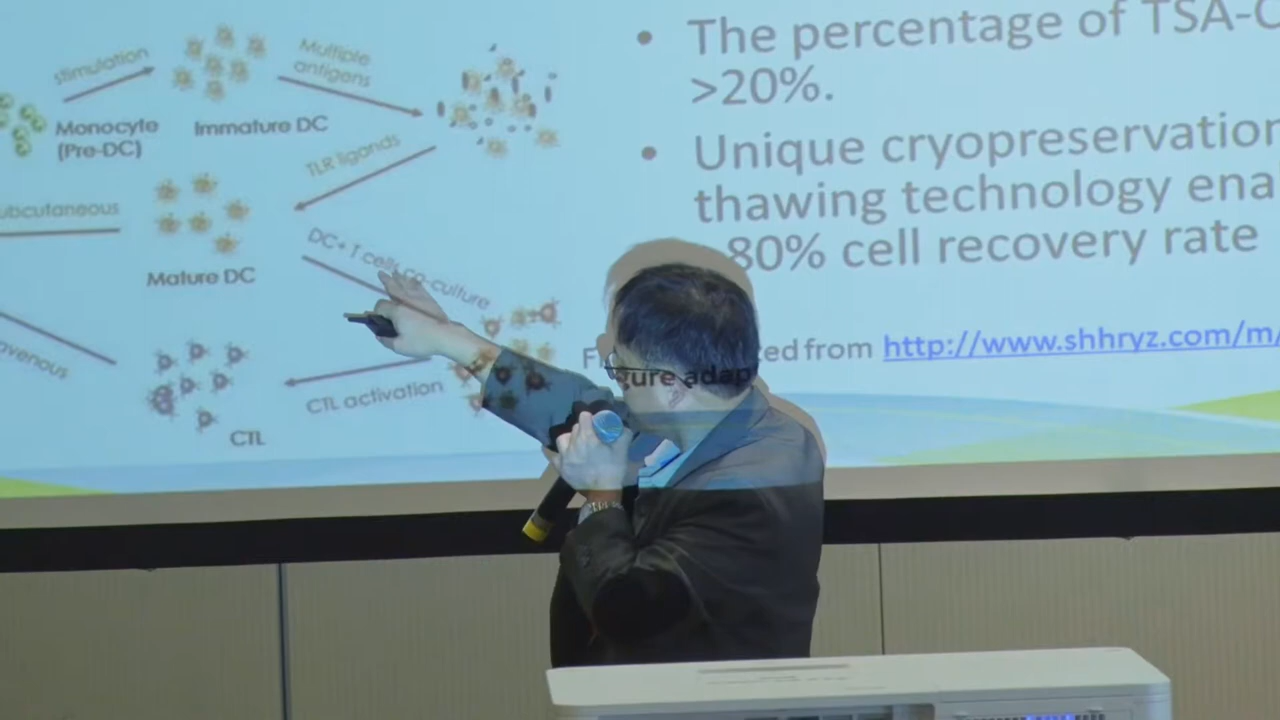 stimulation
Multiple
antigens
Monocyte
(Pre-DC)
Immature DC
TLR ligands
ubcutaneous
Mature DC
DC+ T cells co-culture
avenous
CTL activation
CTL
• The percentage of TSA-C
>20%.
• Unique cryopreservation
thawing technology ena
80% cell recovery rate
ced from http://www.shhryz.com/m/
gure adap